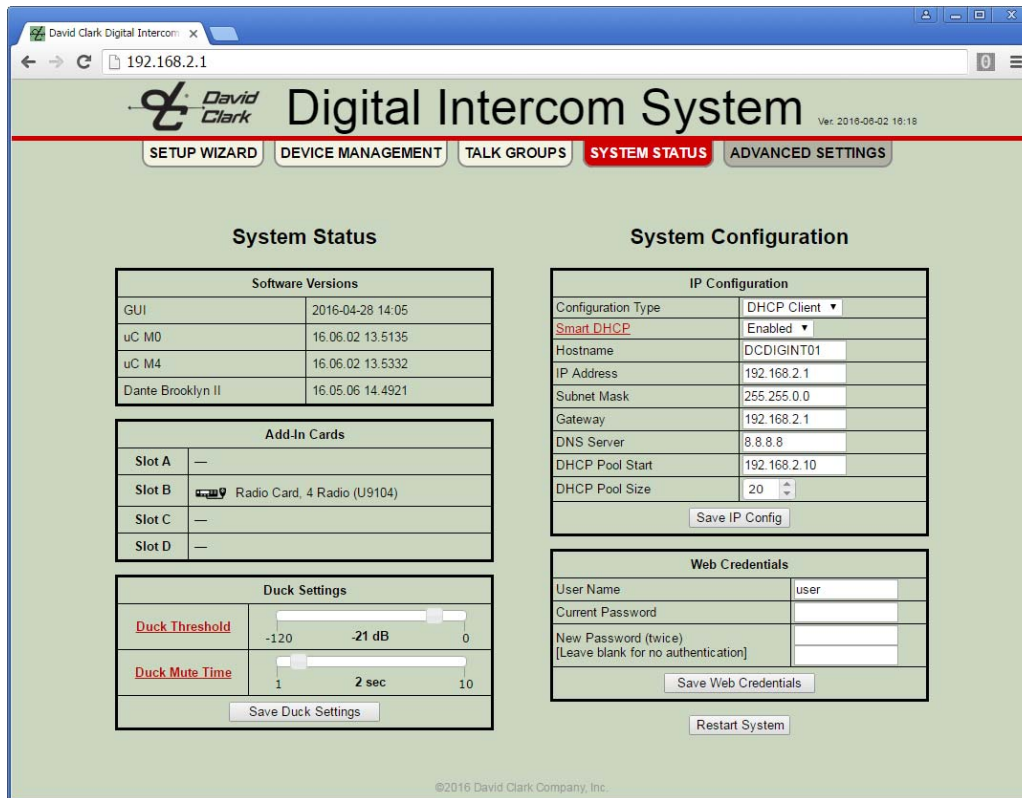 David Clark Digital Intercom
192.168.2.1
David Clark
Digital Intercom System
Ver. 2016-06-02 16:18
SETUP WIZARD
DEVICE MANAGEMENT
TALK GROUPS
SYSTEM STATUS
ADVANCED SETTINGS
System Status
Software Versions
GUI 2016-04-28 14:05
uC M0 16.06.02 13.5135
uC M4 16.06.02 13.5332
Dante Brooklyn II 16.05.06 14.4921
Add-In Cards
Slot A —
Slot B Radio Card, 4 Radio (U9104)
Slot C —
Slot D —
Duck Settings
Duck Threshold
-120 -21 dB 0
Duck Mute Time
1 2 sec 10
Save Duck Settings
System Configuration
IP Configuration
Configuration Type DHCP Client
Smart DHCP Enabled
Hostname DCDIGINT01
IP Address 192.168.2.1
Subnet Mask 255.255.0.0
Gateway 192.168.2.1
DNS Server 8.8.8.8
DHCP Pool Start 192.168.2.10
DHCP Pool Size 20
Save IP Config
Web Credentials
User Name user
Current Password
New Password (twice)
[Leave blank for no authentication]
Save Web Credentials
Restart System
©2016 David Clark Company, Inc.